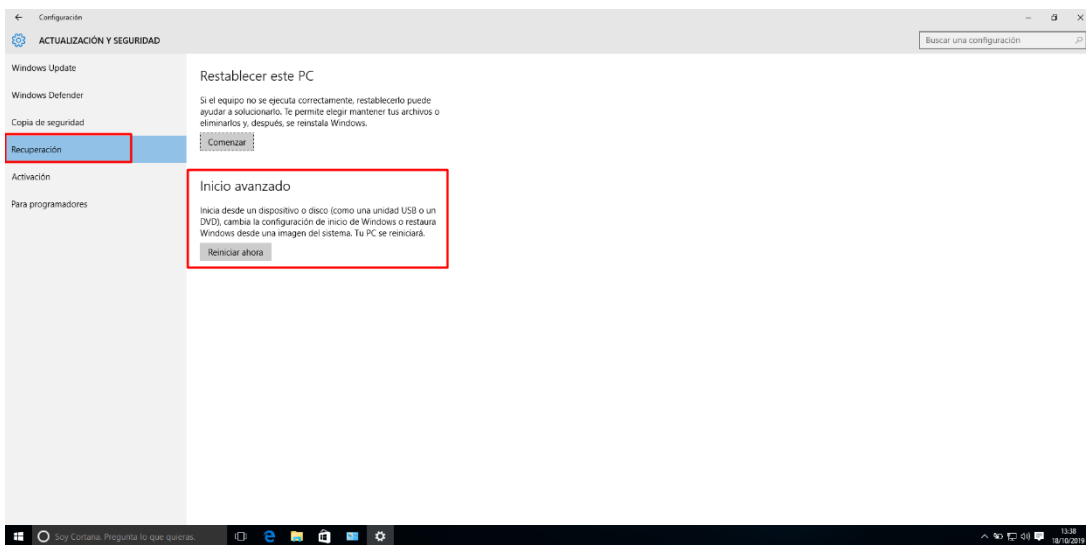 Configuración
ACTUALIZACIÓN Y SEGURIDAD
Buscar una configuración
Windows Update
Windows Defender
Copia de seguridad
Recuperación
Activación
Para programadores
Restablecer este PC
Si el equipo no se ejecuta correctamente, restablecerlo puede
ayudar a solucionarlo. Te permite elegir mantener tus archivos o
eliminarlos y, después, se reinstala Windows.
Comenzar
Inicio avanzado
Inicia desde un dispositivo o disco (como una unidad USB o un
DVD), cambia la configuración de inicio de Windows o restaura
Windows desde una imagen del sistema. Tu PC se reiniciará.
Reiniciar ahora
Soy Cortana. Pregunta lo que quieras.
13:38
18/10/2019